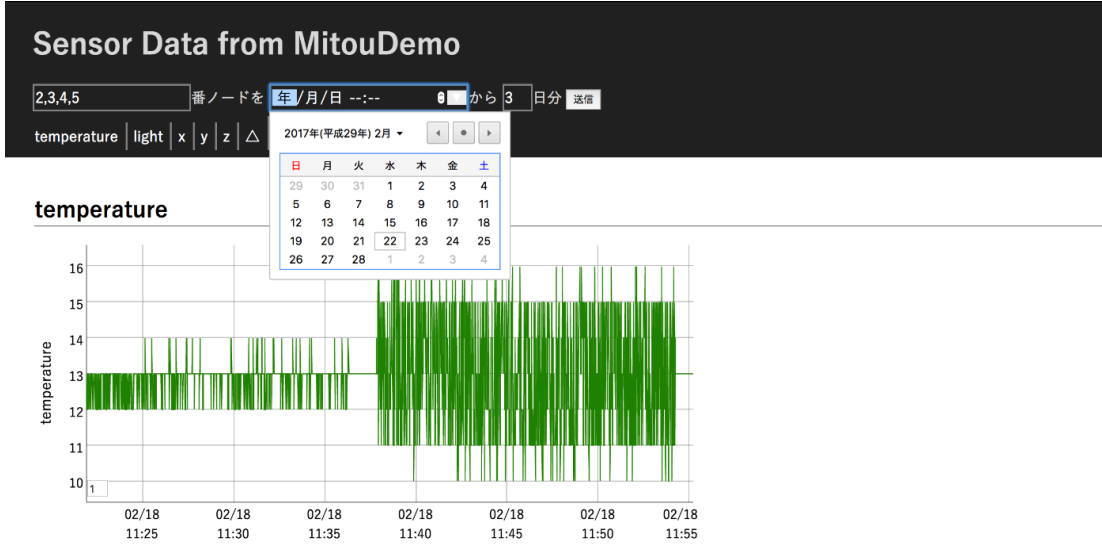 Sensor Data from MitouDemo
2,3,4,5 番ノードを 年/月/日 --:-- から 3 日分 送信
temperature light x y z △
2017年(平成29年) 2月
日 月 火 水 木 金 土
29 30 31 1 2 3 4
5 6 7 8 9 10 11
12 13 14 15 16 17 18
19 20 21 22 23 24 25
26 27 28 1 2 3 4
temperature
temperature
16
15
14
13
12
11
10
1
02/18 02/18 02/18 02/18 02/18 02/18 02/18
11:25 11:30 11:35 11:40 11:45 11:50 11:55